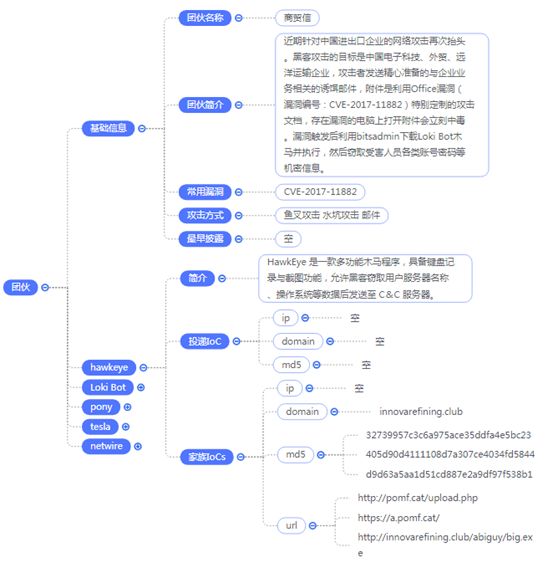 团伙
基础信息
团伙名称
商贸信
团伙简介
近期针对中国进出口企业的网络攻击再次抬头
。黑客攻击的目标是中国电子科技、外贸、远
洋运输企业，攻击者发送精心准备的与企业业
务相关的诱饵邮件，附件是利用Office漏洞（
漏洞编号：CVE-2017-11882）特别定制的攻击
文档，存在漏洞的电脑上打开附件会立刻中毒
。漏洞触发后利用bitsadmin下载Loki Bot木
马并执行，然后窃取受害人员各类账号密码等
机密信息。
常用漏洞
CVE-2017-11882
攻击方式
鱼叉攻击 水坑攻击 邮件
最早披露
空
hawkeye
简介
HawkEye 是一款多功能木马程序，具备键盘记
录与截图功能，允许黑客窃取用户服务器名称
、操作系统等数据后发送至 C&C 服务器。
投递IoC
ip
空
domain
空
md5
空
家族IoCs
ip
空
domain
innovarefining.club
md5
32739957c3c6a975ace35ddfa4e5bc23
405d90d4111108d7a307ce4034fd5844
d9d63a5aa1d51cd887e2a9df97f538b1
url
http://pomf.cat/upload.php
https://a.pomf.cat/
http://innovarefining.club/abiguy/big.ex
e
Loki Bot
pony
tesla
netwire